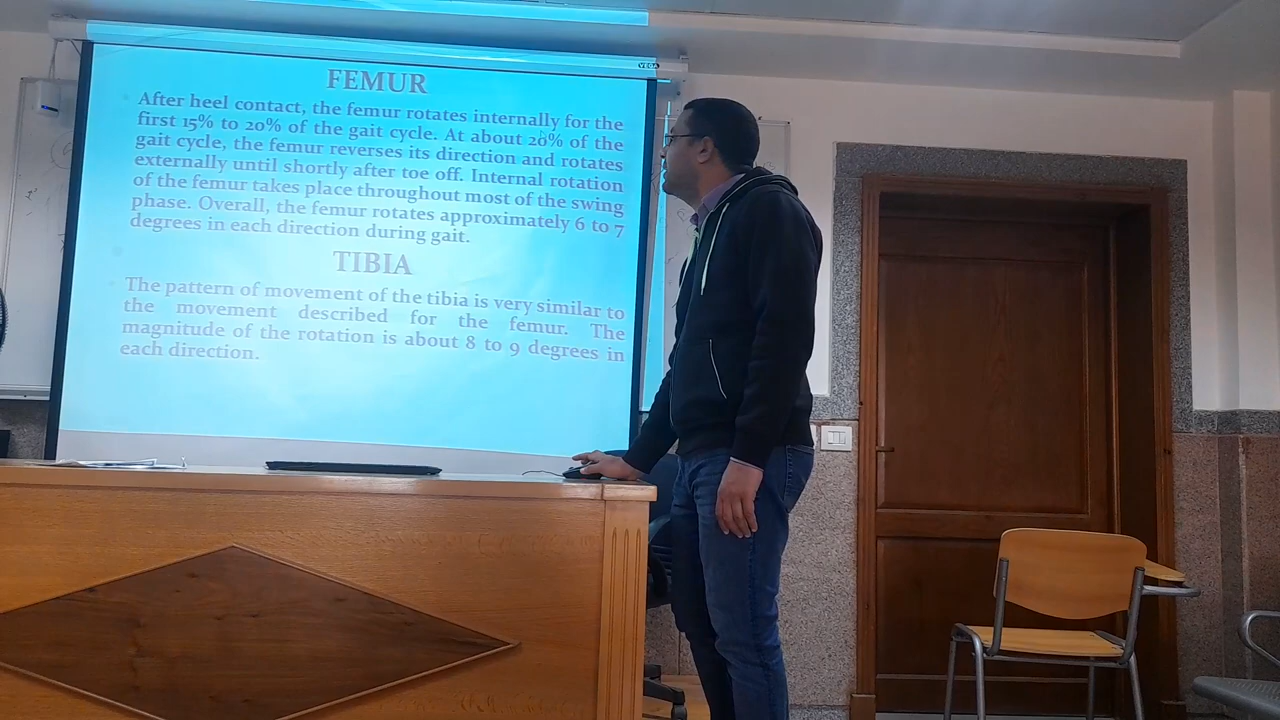 VEGA
FEMUR
After heel contact, the femur rotates internally for the
first 15% to 20% of the gait cycle. At about 20% of the
gait cycle, the femur reverses its direction and rotates
externally until shortly after toe off. Internal rotation
of the femur takes place throughout most of the swing
phase. Overall, the femur rotates approximately 6 to 7
degrees in each direction during gait.
TIBIA
The pattern of movement of the tibia is very similar to
the movement described for the femur. The
magnitude of the rotation is about 8 to 9 degrees in
each direction.